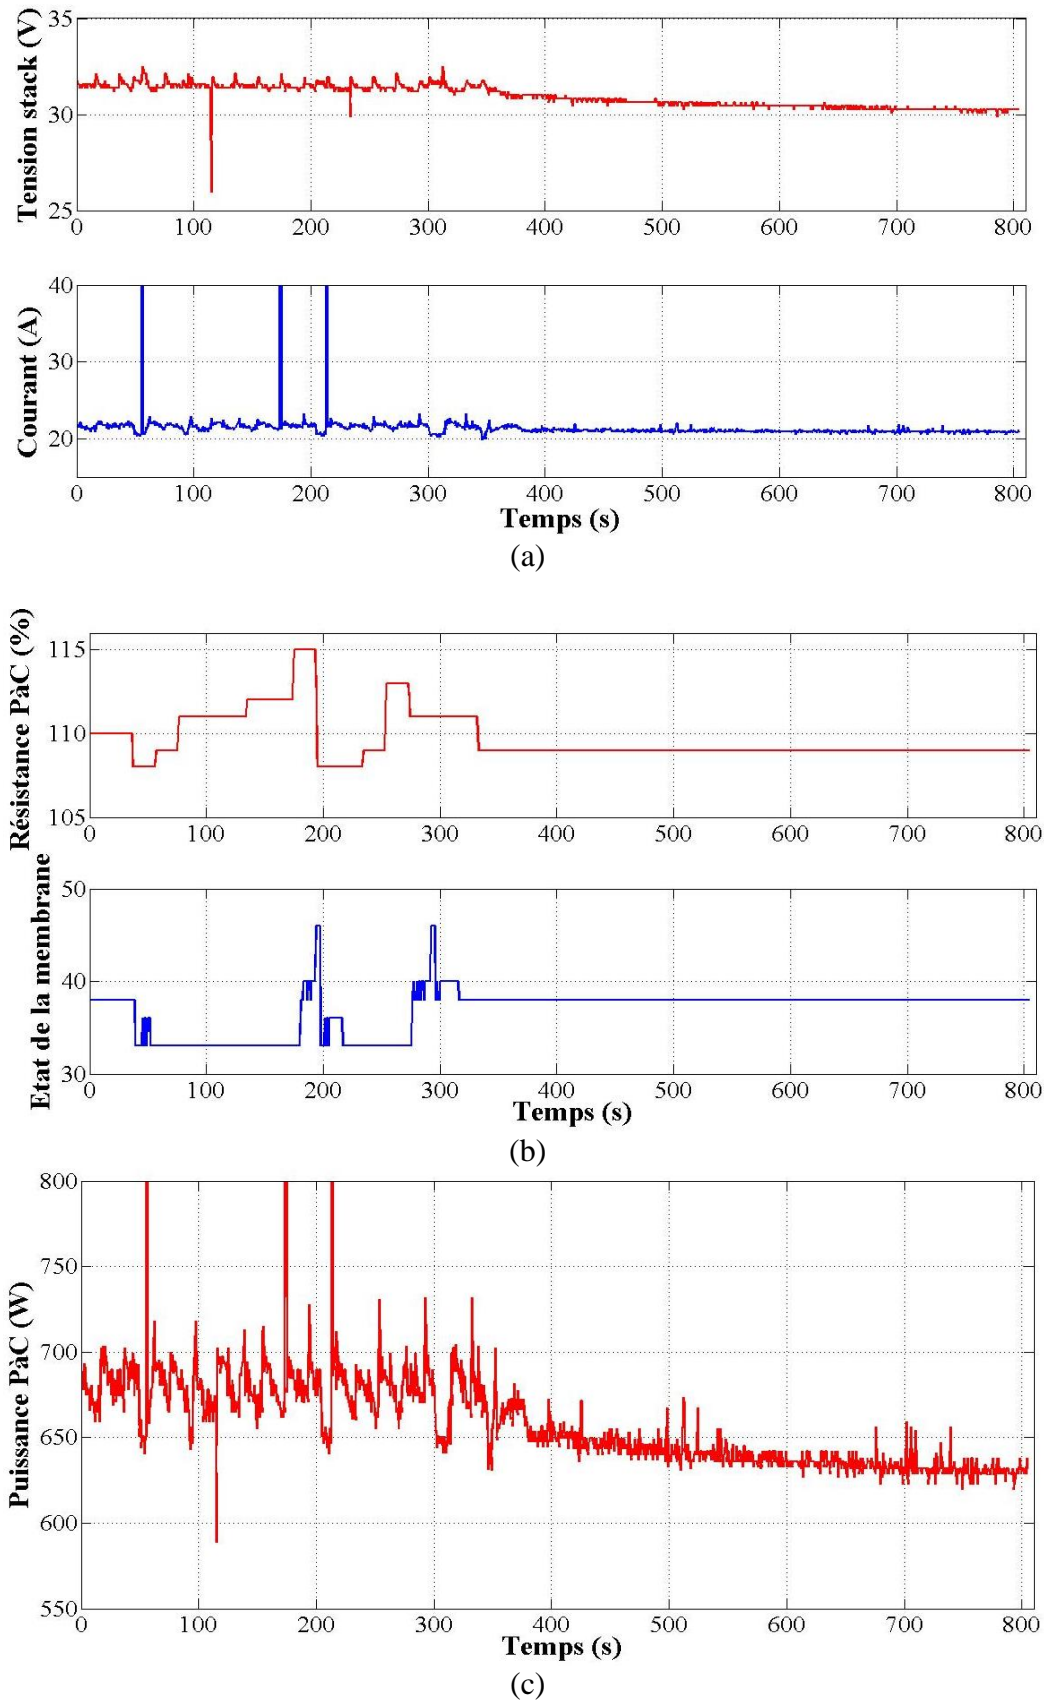 Tension stack (V)
35
30
25
0 100 200 300 400 500 600 700 800
Courant (A)
40
30
20
0 100 200 300 400 500 600 700 800
Temps (s)
(a)
Résistance PàC (%)
115
110
105
0 100 200 300 400 500 600 700 800
Etat de la membrane
50
40
30
0 100 200 300 400 500 600 700 800
Temps (s)
(b)
Puissance PàC (W)
800
750
700
650
600
550
0 100 200 300 400 500 600 700 800
Temps (s)
(c)